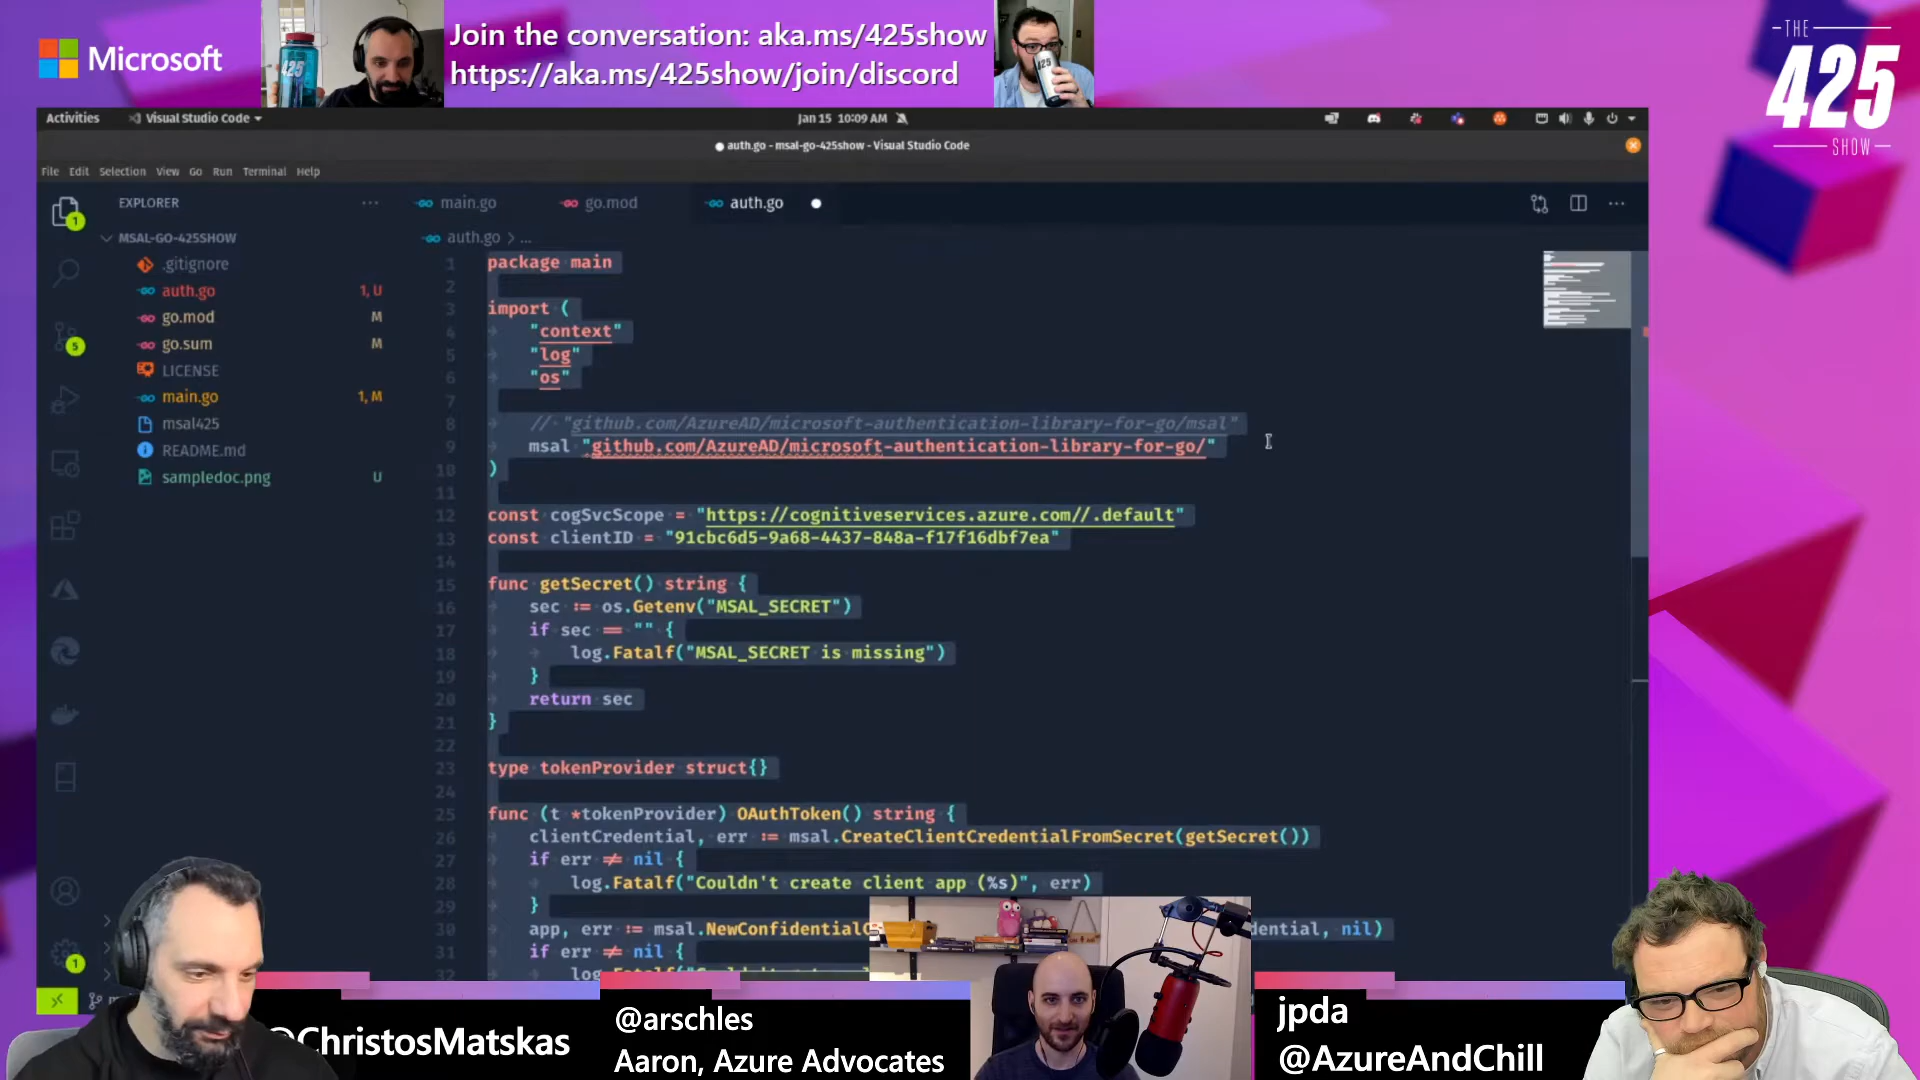 Microsoft
425
Join the conversation: aka.ms/425show
https://aka.ms/425show/join/discord
THE
425
SHOW
Activities
Visual Studio Code
Jan 15 10:09 AM
auth.go - msal-go-425show - Visual Studio Code
File Edit Selection View Go Run Terminal Help
EXPLORER
MSAL-GO-425SHOW
.gitignore
auth.go 1, U
go.mod M
go.sum M
LICENSE
main.go 1, M
msal425
README.md
sampledoc.png U
1
5
1
main.go go.mod auth.go
auth.go > ...
1 package main
2
3 import (
4 "context"
5 "log"
6 "os"
7
8 // "github.com/AzureAD/microsoft-authentication-library-for-go/msal"
9 msal "github.com/AzureAD/microsoft-authentication-library-for-go/"
10 )
11
12 const cogSvcScope = "https://cognitiveservices.azure.com//.default"
13 const clientID = "91cbc6d5-9a68-4437-848a-f17f16dbf7ea"
14
15 func getSecret() string {
16 sec := os.Getenv("MSAL_SECRET")
17 if sec == "" {
18 log.Fatalf("MSAL_SECRET is missing")
19 }
20 return sec
21 }
22
23 type tokenProvider struct{}
24
25 func (t *tokenProvider) OAuthToken() string {
26 clientCredential, err := msal.CreateClientCredentialFromSecret(getSecret())
27 if err != nil {
28 log.Fatalf("Couldn't create client app (%s)", err)
29 }
30 app, err := msal.NewConfidentialC dential, nil)
31 if err != nil {
32
@ChristosMatskas
@arschles
Aaron, Azure Advocates
jpda
@AzureAndChill